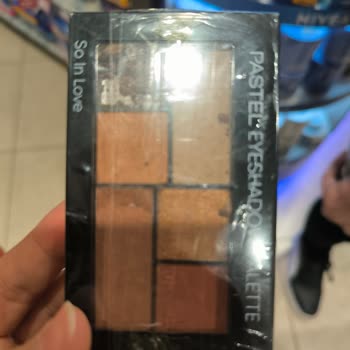 So In Love
PASTEL EYESHADOW PALETTE
NIVEA